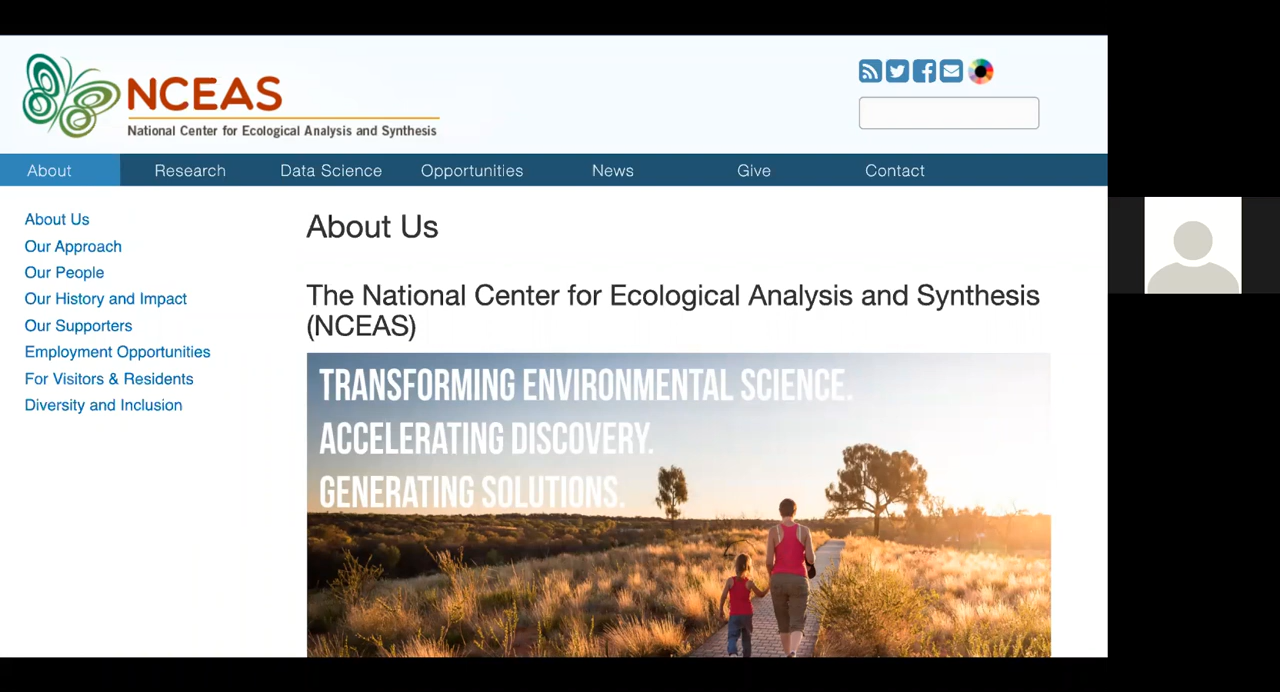 NCEAS
National Center for Ecological Analysis and Synthesis
About Research Data Science Opportunities News Give Contact
About Us
Our Approach
Our People
Our History and Impact
Our Supporters
Employment Opportunities
For Visitors & Residents
Diversity and Inclusion
About Us
The National Center for Ecological Analysis and Synthesis
(NCEAS)
TRANSFORMING ENVIRONMENTAL SCIENCE.
ACCELERATING DISCOVERY.
GENERATING SOLUTIONS.